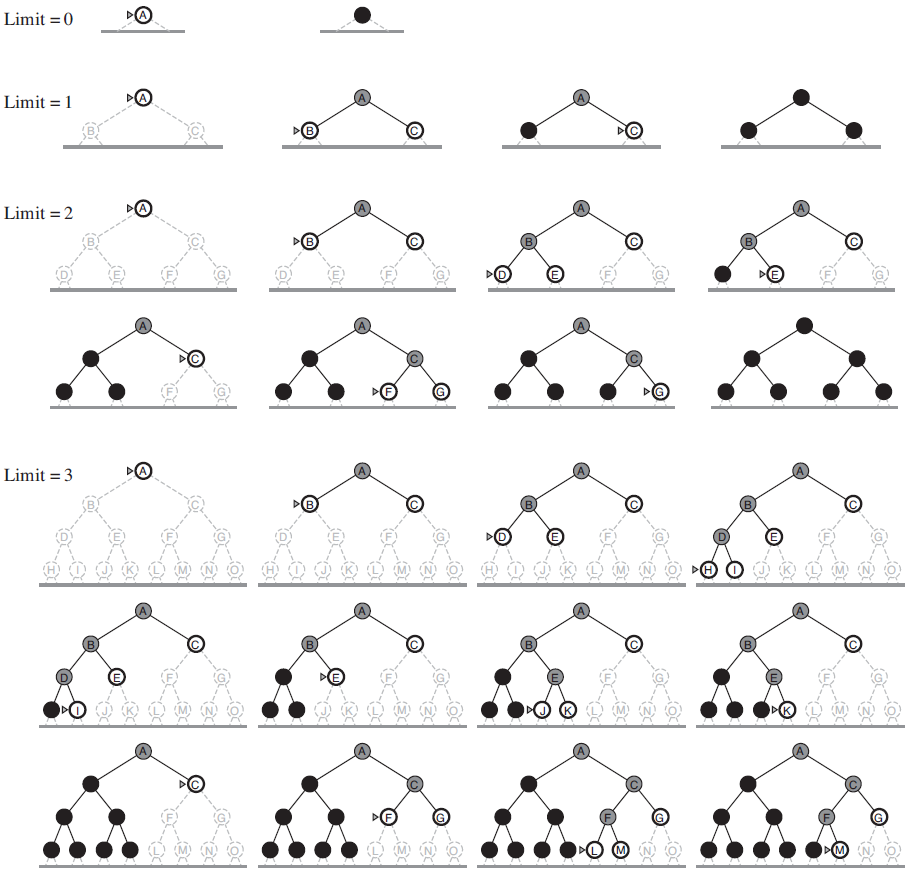 Limit = 0 A
Limit = 1 A A A
B C B C C
Limit = 2 A A A A
B C B C B C B C
D E F G D E F G D E F G E F G
A A A
C C C
F G F G G
Limit = 3 A A A A
B C B C B C B C
D E F G D E F G D E F G D E F G
H I J K L M N O H I J K L M N O H I J K L M N O H I J K L M N O
A A A A
B C B C B C B C
D E F G E F G E F G E F G
I J K L M N O J K L M N O J K L M N O K L M N O
A A A A
C C C C
F G F G F G F G
L M N O L M N O L M N O M N O